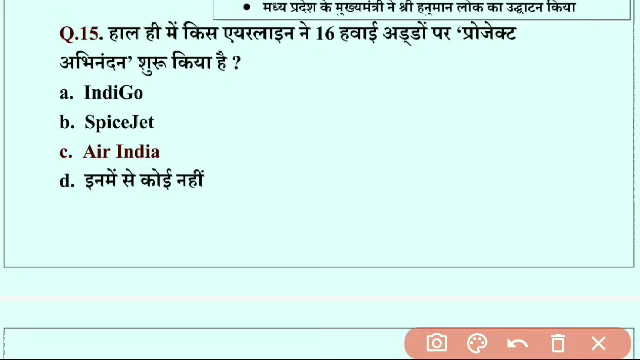 • मध्य प्रदेश के मुख्यमंत्री ने श्री हनुमान लोक का उद्घाटन किया
Q.15. हाल ही में किस एयरलाइन ने 16 हवाई अड्डों पर ‘प्रोजेक्ट
अभिनंदन’ शुरू किया है ?
a. IndiGo
b. SpiceJet
c. Air India
d. इनमें से कोई नहीं